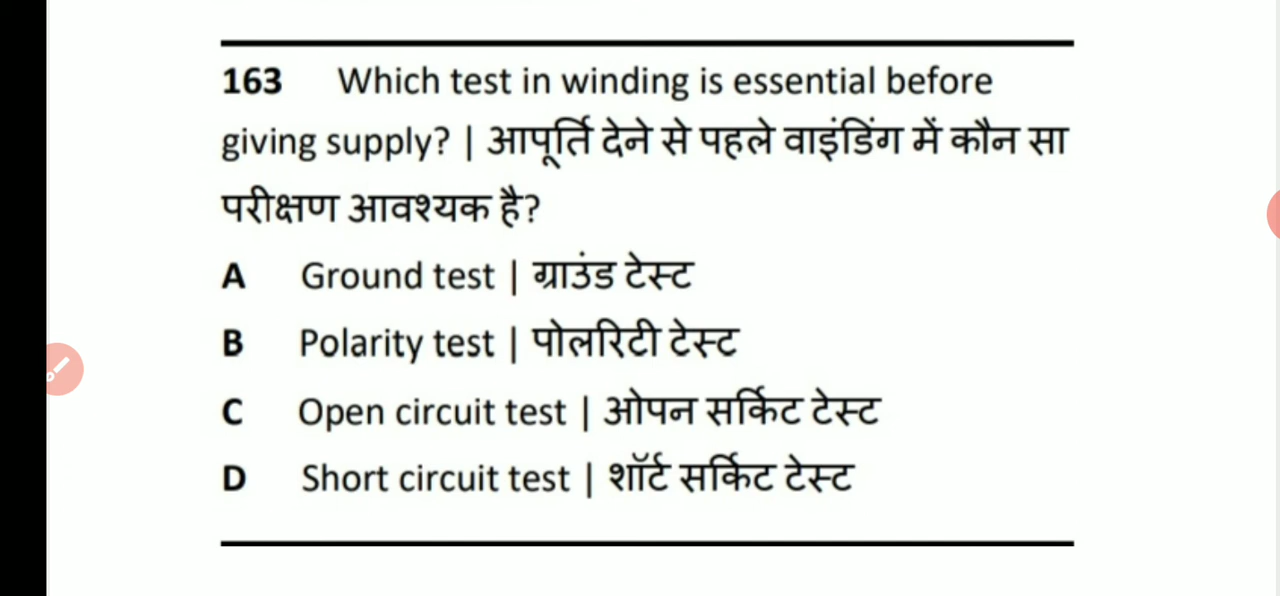 163 Which test in winding is essential before
giving supply? | आपूर्ति देने से पहले वाइंडिंग में कौन सा
परीक्षण आवश्यक है?
A Ground test | ग्राउंड टेस्ट
B Polarity test | पोलरिटी टेस्ट
C Open circuit test | ओपन सर्किट टेस्ट
D Short circuit test | शॉर्ट सर्किट टेस्ट